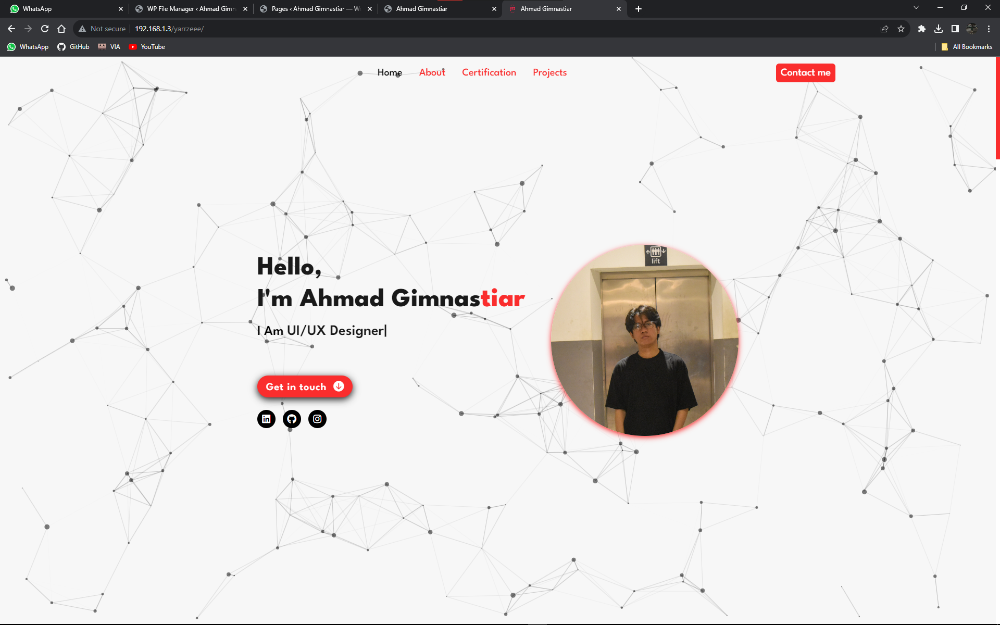 WhatsApp
WP File Manager ‹ Ahmad Gimn
Pages ‹ Ahmad Gimnastiar — W
Ahmad Gimnastiar
Ahmad Gimnastiar
Not secure
192.168.1.3/yarrzeee/
WhatsApp
GitHub
VIA
YouTube
All Bookmarks
Home
About
Certification
Projects
Contact me
lift
Hello,
I'm Ahmad Gimnastiar
I Am UI/UX Designer|
Get in touch